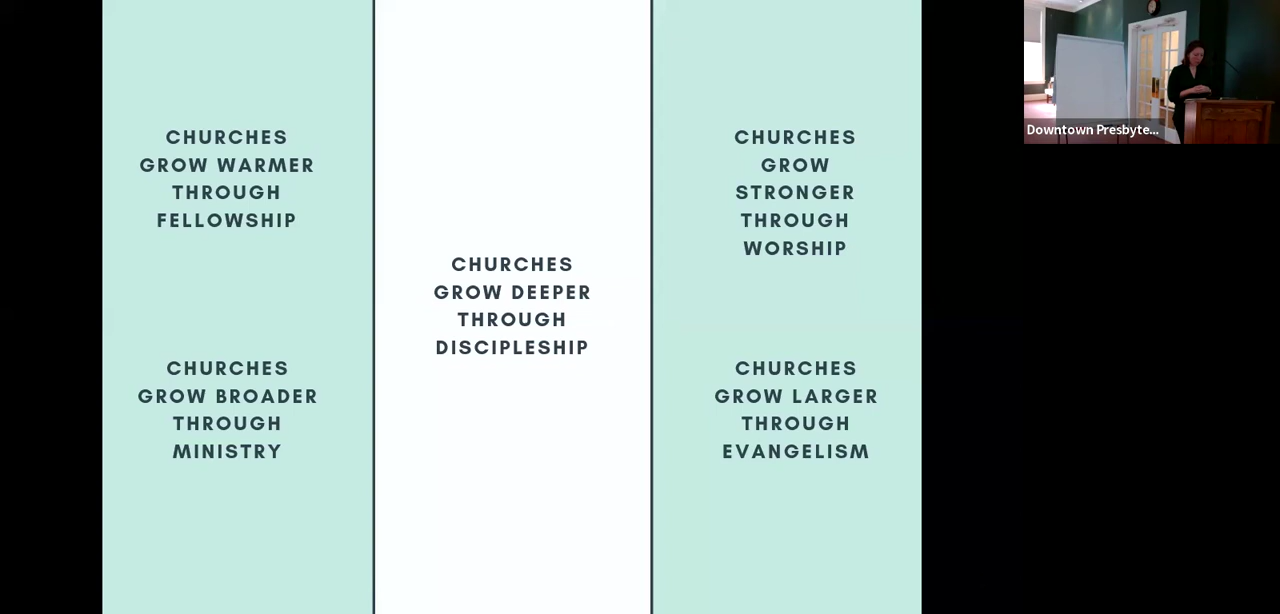 CHURCHES
GROW WARMER
THROUGH
FELLOWSHIP
CHURCHES
GROW BROADER
THROUGH
MINISTRY
CHURCHES
GROW DEEPER
THROUGH
DISCIPLESHIP
CHURCHES
GROW
STRONGER
THROUGH
WORSHIP
CHURCHES
GROW LARGER
THROUGH
EVANGELISM
Downtown Presbyte...